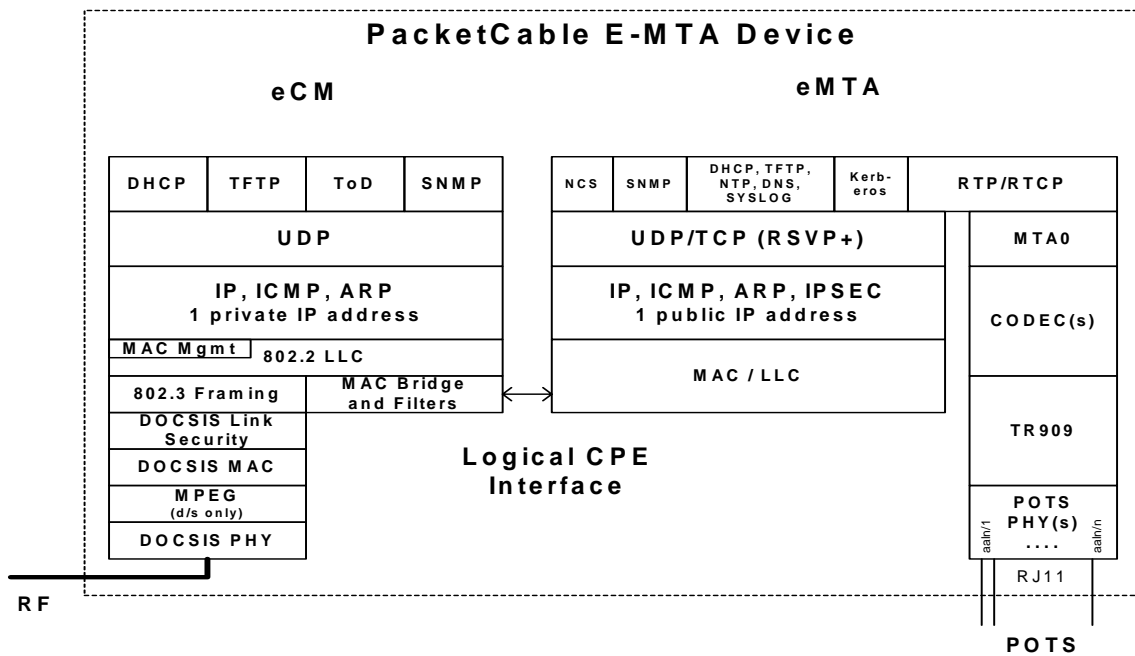 PacketCable E-MTA Device
eCM
eMTA
DHCP
TFTP
ToD
SNMP
NCS
SNMP
DHCP, TFTP,
NTP, DNS,
SYSLOG
Kerb-
eros
RTP/RTCP
UDP
UDP/TCP (RSVP+)
MTA0
IP, ICMP, ARP
1 private IP address
IP, ICMP, ARP, IPSEC
1 public IP address
CODEC(s)
MAC Mgmt
802.2 LLC
MAC / LLC
802.3 Framing
MAC Bridge
and Filters
DOCSIS Link
Security
TR909
DOCSIS MAC
Logical CPE
Interface
MPEG
(d/s only)
DOCSIS PHY
POTS
PHY(s)
....
aaln/1
aaln/n
RJ11
RF
POTS